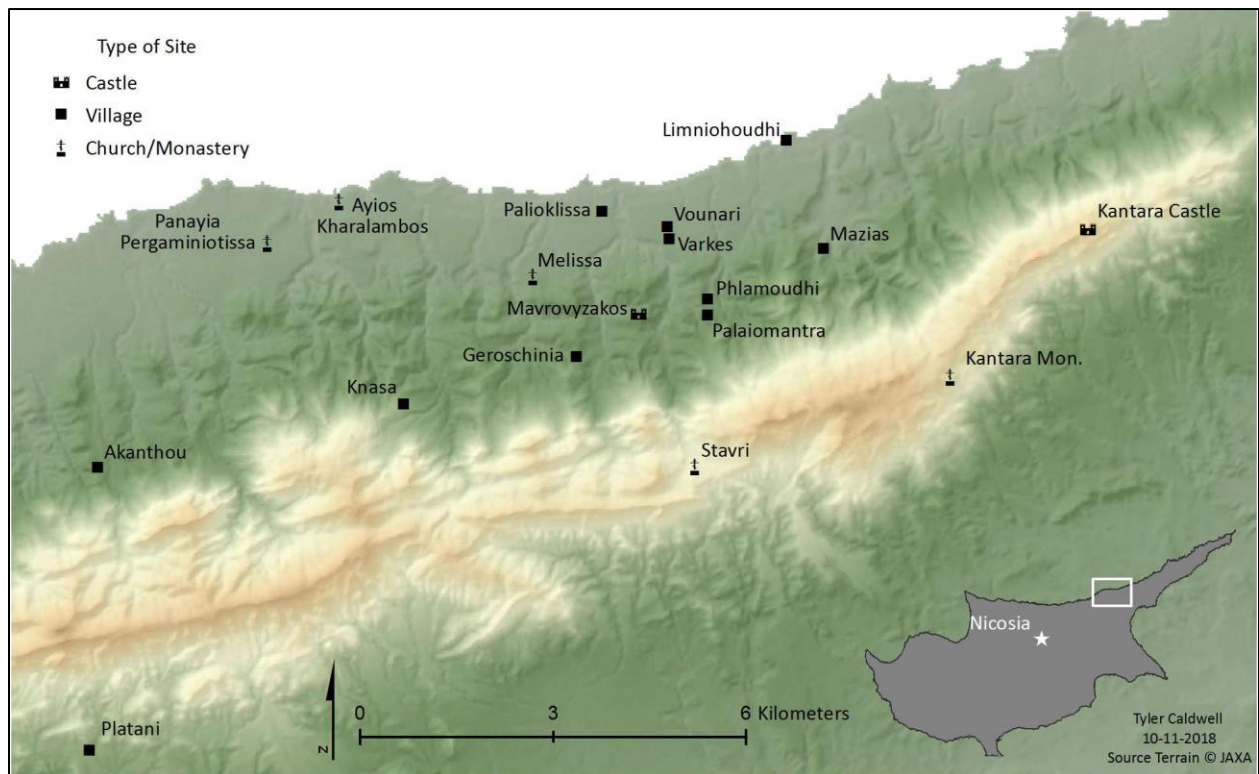 Type of Site
Castle
Village
Church/Monastery
Limniohoudhi
Ayios
Kharalambos
Panayia
Pergaminiotissa
Palioklissa
Vounari
Varkes
Kantara Castle
Mazias
Melissa
Phlamoudhi
Mavrovyzakos
Palaiomantra
Geroschinia
Kantara Mon.
Knasa
Akanthou
Stavri
Nicosia
Platani
N
0 3 6 Kilometers
Tyler Caldwell
10-11-2018
Source Terrain © JAXA